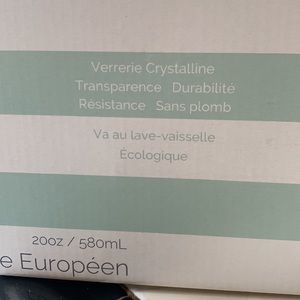 Verrerie Crystalline
Transparence Durabilité
Résistance Sans plomb
Va au lave-vaisselle
Écologique
20oz / 580mL
e Européen